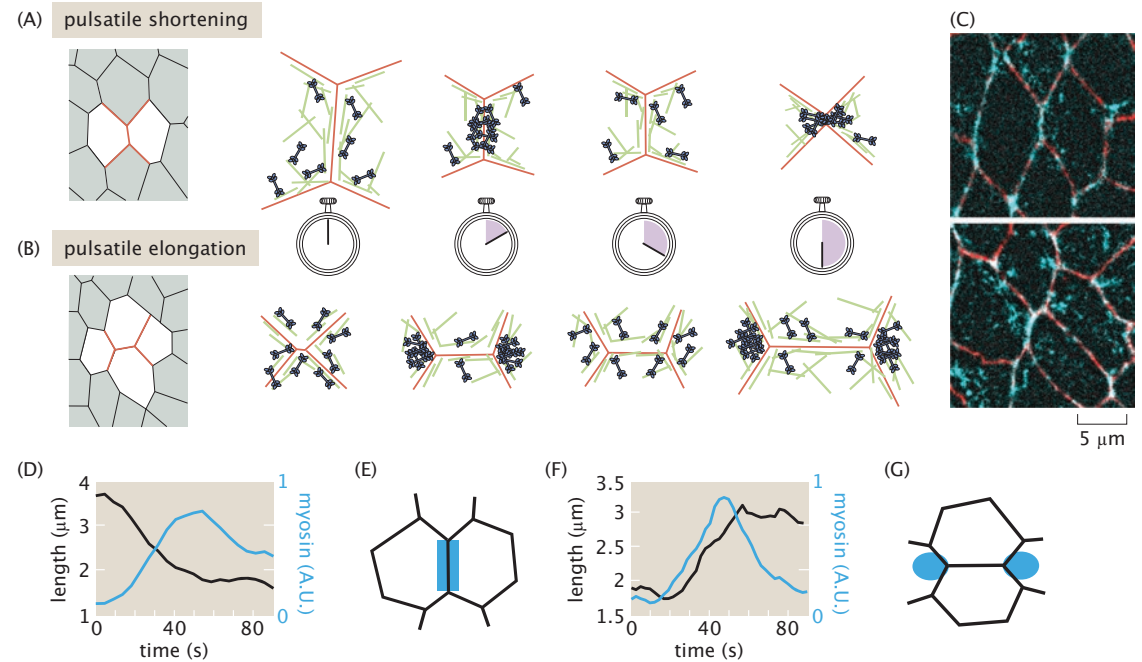 (A) pulsatile shortening
(C)
(B) pulsatile elongation
5 μm
(D)
(E)
(F)
(G)
4
3
2
1
length (μm)
1
0
myosin (A.U.)
0 40 80
time (s)
3.5
3
2.5
2
1.5
length (μm)
1
0
myosin (A.U.)
0 40 80
time (s)